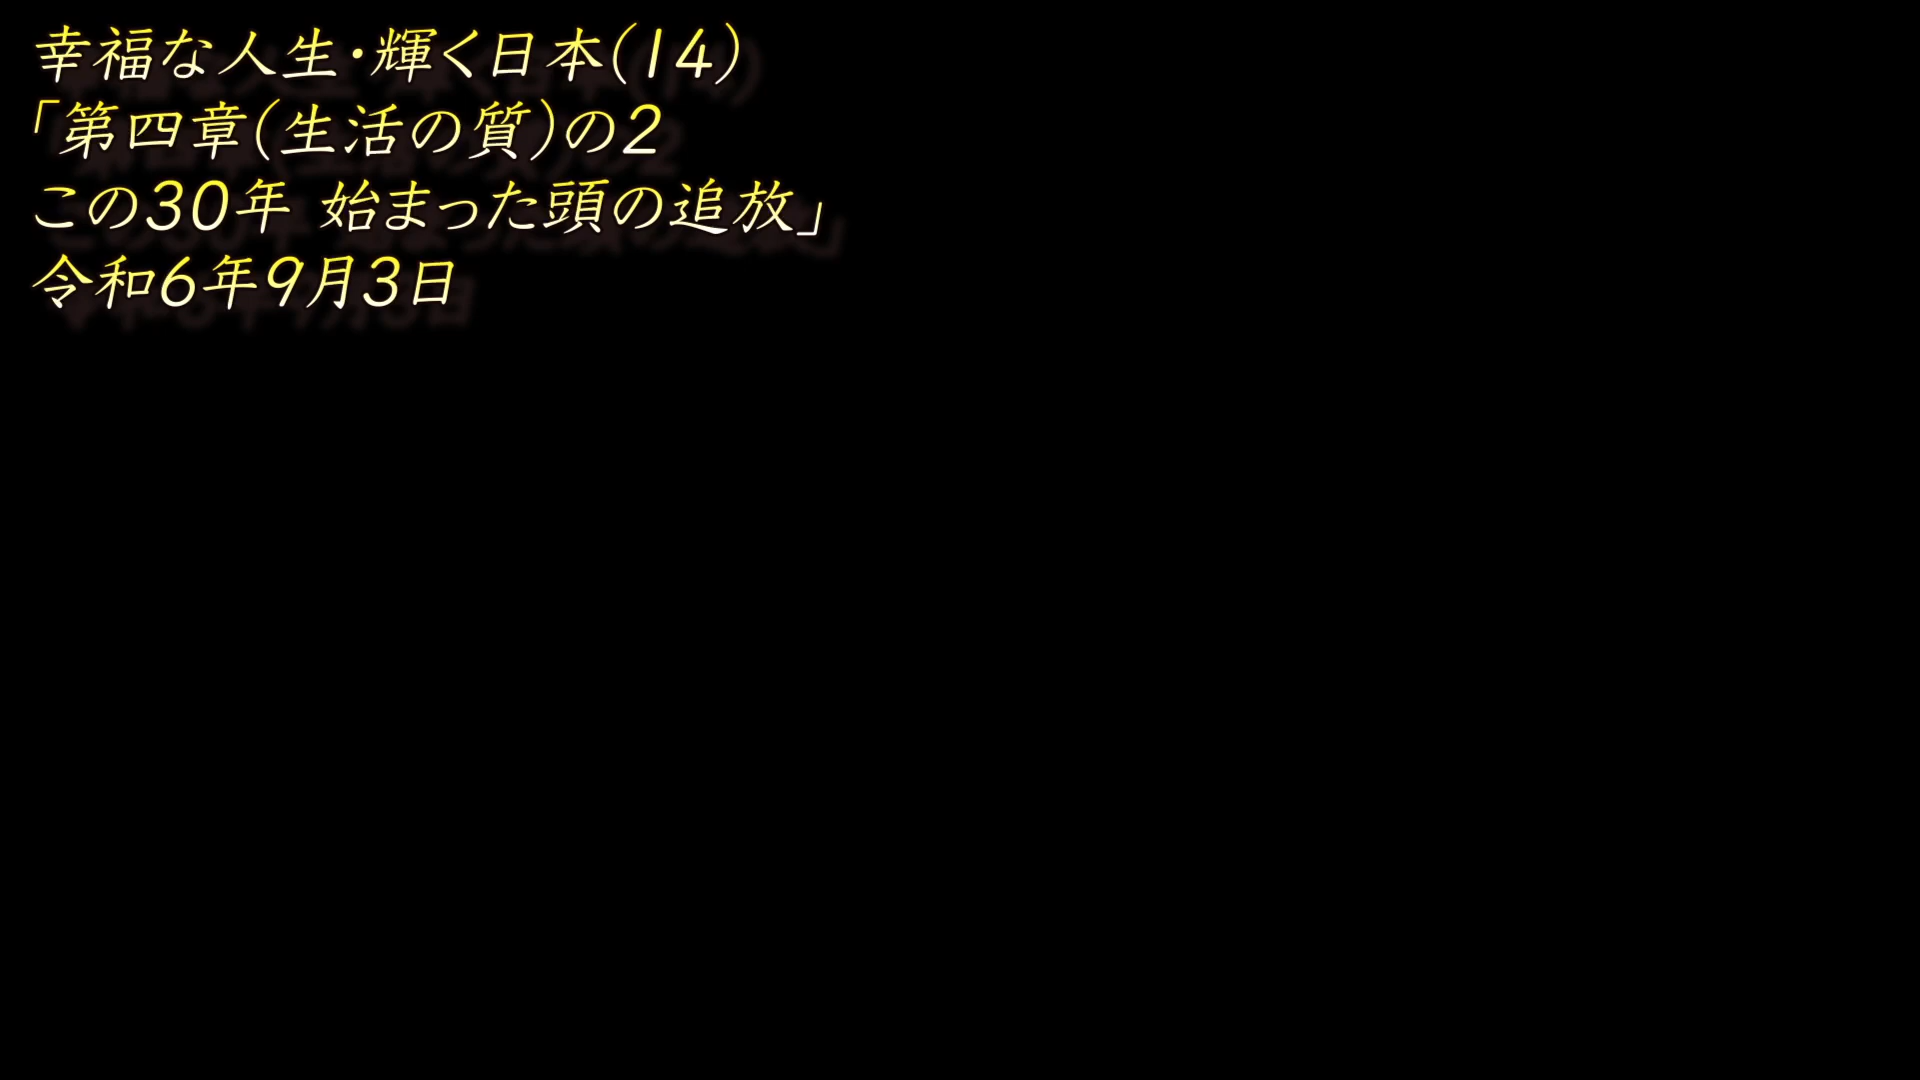 幸福な人生・輝く日本(14)
「第四章(生活の質)の2
この30年 始まった頭の追放」
令和6年9月3日